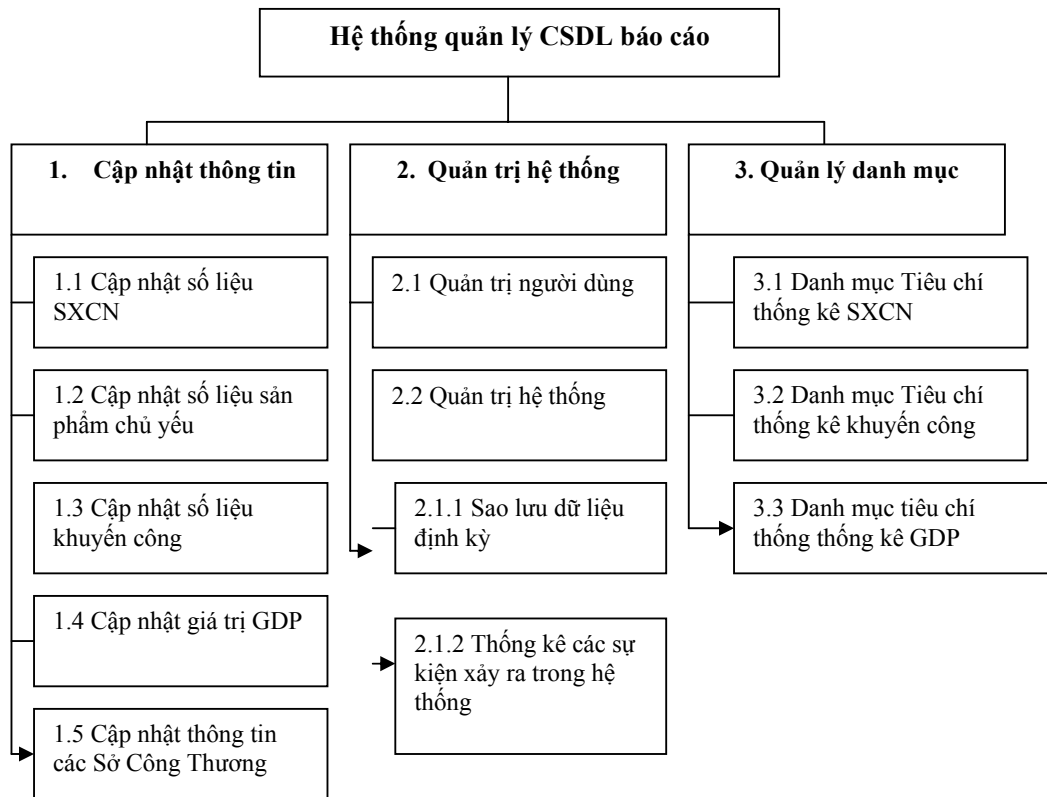 Hệ thống quản lý CSDL báo cáo
1. Cập nhật thông tin
2. Quản trị hệ thống
3. Quản lý danh mục
1.1 Cập nhật số liệu
SXCN
1.2 Cập nhật số liệu sản
phẩm chủ yếu
1.3 Cập nhật số liệu
khuyến công
1.4 Cập nhật giá trị GDP
1.5 Cập nhật thông tin
các Sở Công Thương
2.1 Quản trị người dùng
2.2 Quản trị hệ thống
2.1.1 Sao lưu dữ liệu
định kỳ
2.1.2 Thống kê các sự
kiện xảy ra trong hệ
thống
3.1 Danh mục Tiêu chí
thống kê SXCN
3.2 Danh mục Tiêu chí
thống kê khuyến công
3.3 Danh mục tiêu chí
thống thống kê GDP